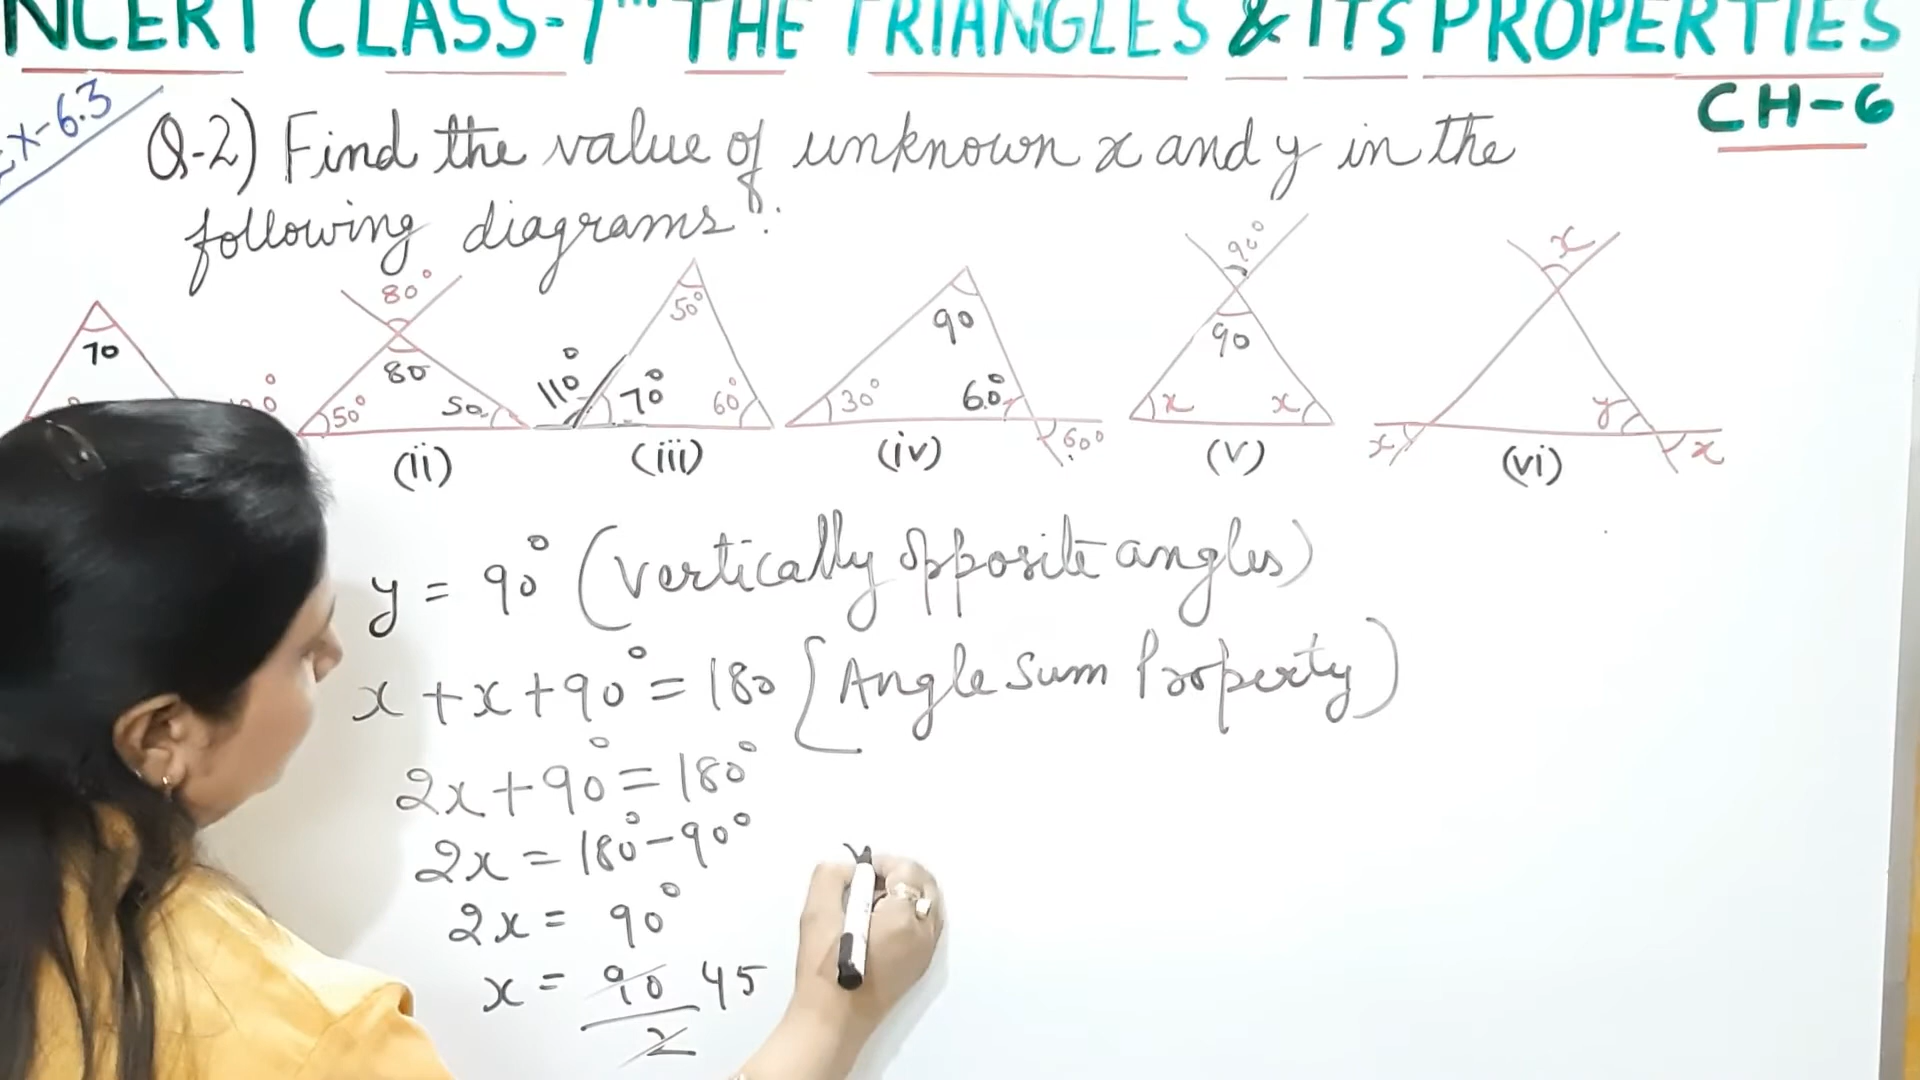 NCERT CLASS-7th THE TRIANGLES & ITS PROPERTIES
CH-6
Ex-6.3
Q-2) Find the value of unknown x and y in the
following diagrams:
70
80°
80
50°
50
(ii)
110°
50°
70°
60°
(iii)
90
30°
60°
60°
(iv)
90°
90
x
x
(v)
x
y
x
x
(vi)
y = 90° (Vertically opposite angles)
x + x + 90° = 180 [Angle Sum Property)
2x + 90° = 180°
2x = 180° - 90°
2x = 90°
x = 90 45
2